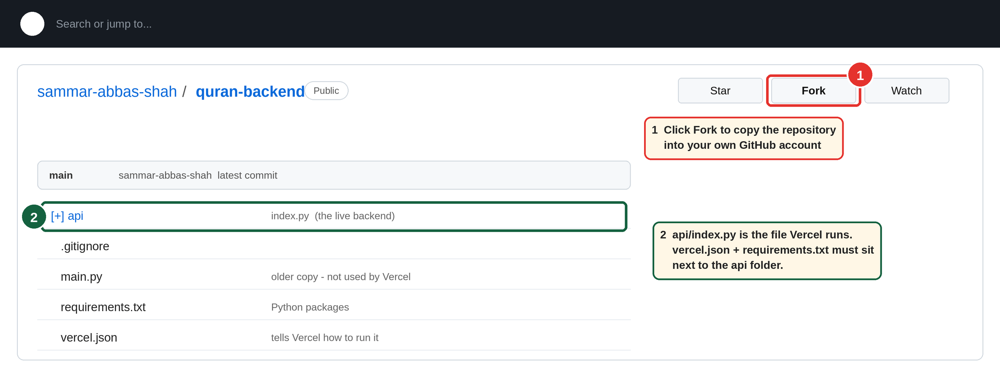 Search or jump to...
sammar-abbas-shah / quran-backend Public
Star Fork Watch
1
1 Click Fork to copy the repository
into your own GitHub account
main sammar-abbas-shah latest commit
2
[+] api index.py (the live backend)
.gitignore
main.py older copy - not used by Vercel
requirements.txt Python packages
vercel.json tells Vercel how to run it
2 api/index.py is the file Vercel runs.
vercel.json + requirements.txt must sit
next to the api folder.